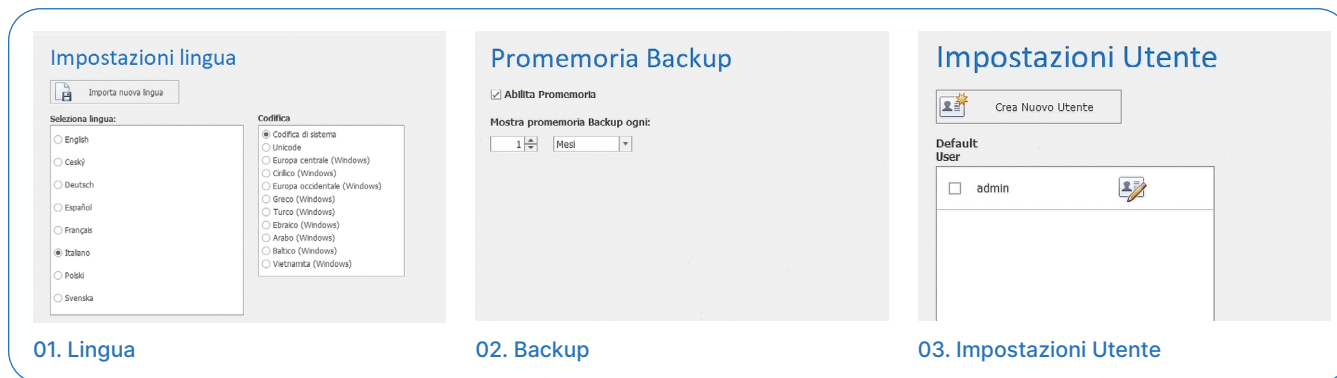 Impostazioni lingua
Importa nuova lingua
Seleziona lingua:
English
Ceský
Deutsch
Español
Français
Italiano
Polski
Svenska
Codifica
Codifica di sistema
Unicode
Europa centrale (Windows)
Cirillico (Windows)
Europa occidentale (Windows)
Greco (Windows)
Turco (Windows)
Ebraico (Windows)
Arabo (Windows)
Baltico (Windows)
Vietnamita (Windows)
01. Lingua
Promemoria Backup
Abilita Promemoria
Mostra promemoria Backup ogni:
1 Mesi
02. Backup
Impostazioni Utente
Crea Nuovo Utente
Default
User
admin
03. Impostazioni Utente